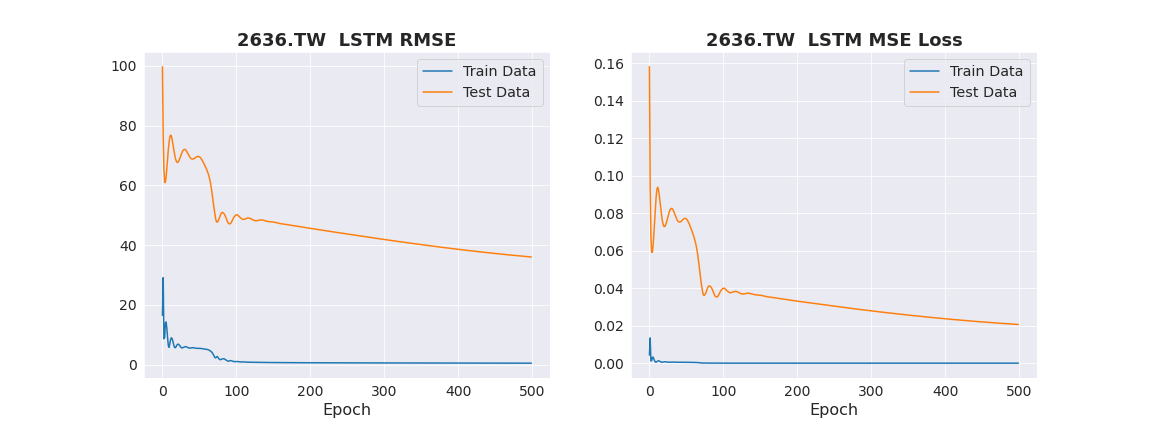 2636.TW  LSTM RMSE
100
80
60
40
20
0
Train Data
Test Data
0 100 200 300 400 500
Epoch
2636.TW  LSTM MSE Loss
0.16
0.14
0.12
0.10
0.08
0.06
0.04
0.02
0.00
Train Data
Test Data
0 100 200 300 400 500
Epoch